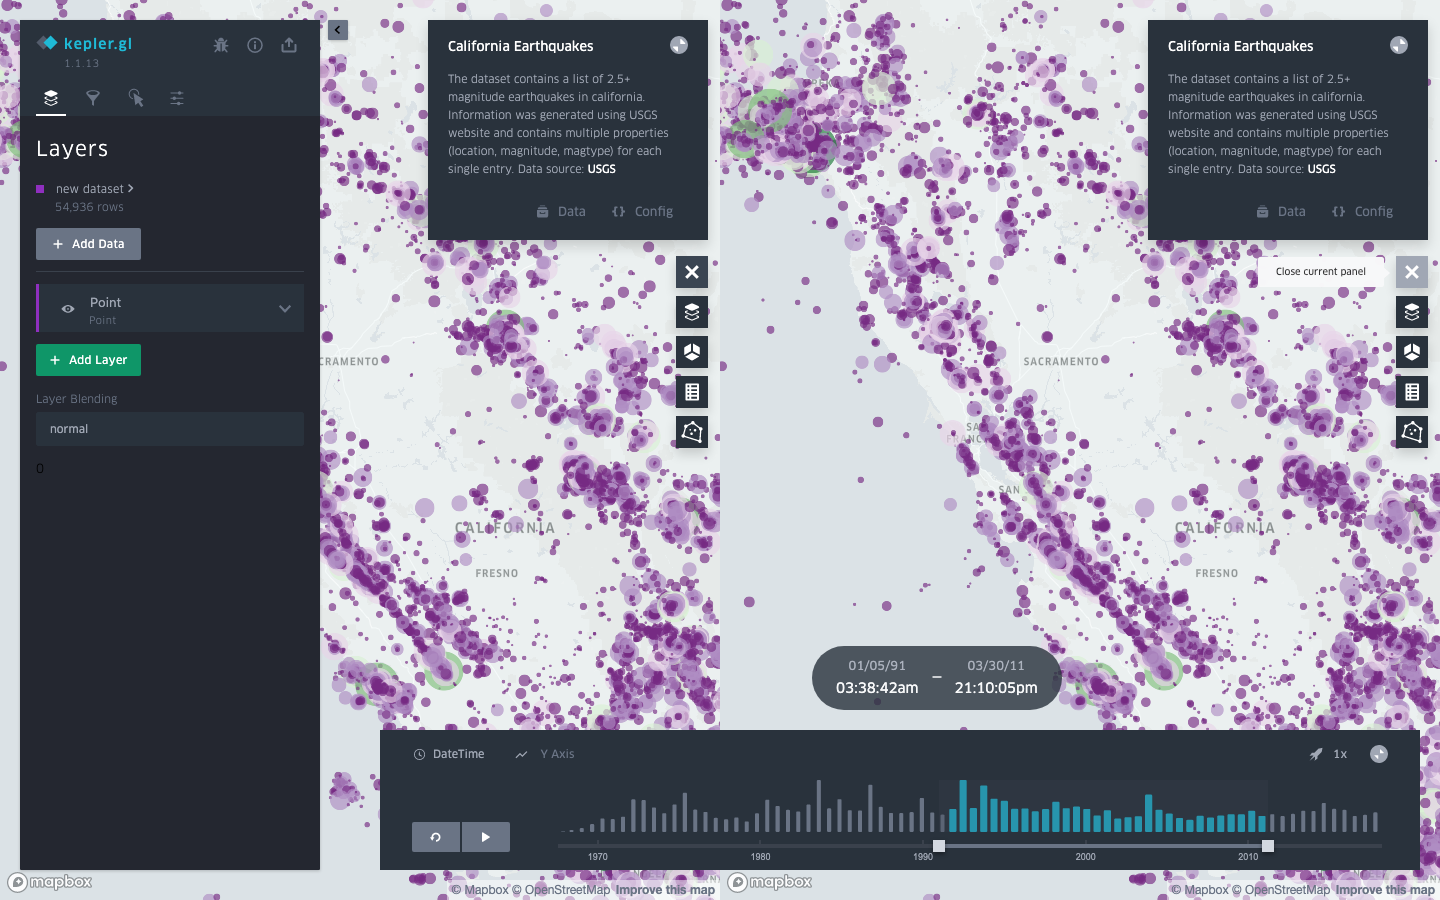 kepler.gl
1.1.13
Layers
new dataset
54,936 rows
Add Data
Point
Point
Add Layer
Layer Blending
normal
0
California Earthquakes
The dataset contains a list of 2.5+
magnitude earthquakes in california.
Information was generated using USGS
website and contains multiple properties
(location, magnitude, magtype) for each
single entry. Data source: USGS
Data
Config
CRAMENTO
CALIFORNIA
FRESNO
California Earthquakes
The dataset contains a list of 2.5+
magnitude earthquakes in california.
Information was generated using USGS
website and contains multiple properties
(location, magnitude, magtype) for each
single entry. Data source: USGS
Data
Config
Close current panel
SACRAMENTO
SAN
CALIFORNIA
FRESNO
01/05/91
03:38:42am
–
03/30/11
21:10:05pm
DateTime
Y Axis
1x
1970
1980
1990
2000
2010
mapbox
© Mapbox © OpenStreetMap Improve this map
mapbox
© Mapbox © OpenStreetMap Improve this map